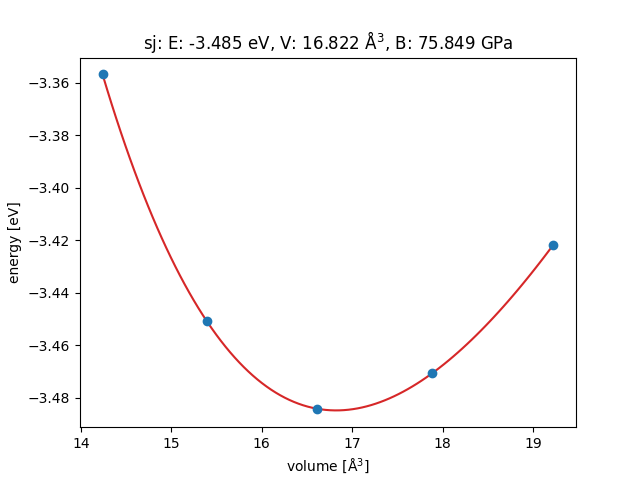 sj: E: -3.485 eV, V: 16.822 Å³, B: 75.849 GPa
−3.36
−3.38
−3.40
−3.42
−3.44
−3.46
−3.48
energy [eV]
14 15 16 17 18 19
volume [Å³]